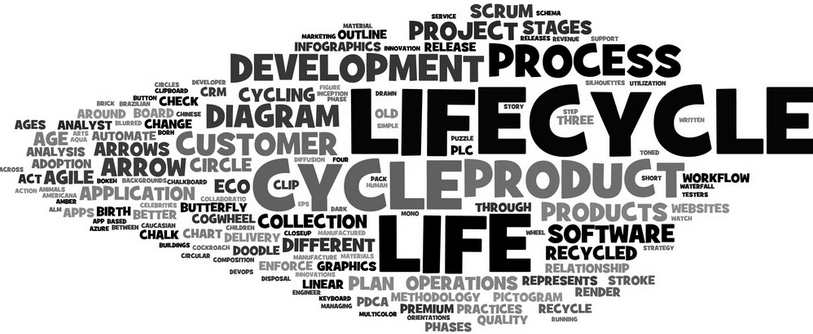 SERVICE
SCRUM
SCHEMA
MATERIAL
PROJECT
STAGES
MARKETING
OUTLINE
RELEASES
REVENUE
SUPPORT
INFOGRAPHICS
INNOVATION
RELEASE
DEVELOPMENT
PROCESS
CIRCLES
DEVELOPER
SILHOUETTES
UTILIZATION
CLIPBOARD
CRM
CYCLING
FIGURE
INCEPTION
PHASE
DRAWN
LIFECYCLE
BUTTON
CHECK
BRICK
BRAZILIAN
STORY
AROUND
BOARD
CHINESE
DIAGRAM
OLD
STEP
THREE
WRITTEN
AGES
ANALYST
BLURRED
CHANGE
SIMPLE
AGE
ARTS
AQUA
AUTOMATE
BORN
CUSTOMER
PUZZLE
PLC
ANALYSIS
ARROWS
TONED
ADOPTION
ARROW
CIRCLE
DIFFUSION
FOUR
ACROSS
CYCLE
PRODUCT
ACT
AGILE
BOKEH
BACKGROUNDS
CHALKBOARD
ECO
CLIP
PACK
HUMAN
SHORT
WORKFLOW
WATERFALL
ACTION
ANIMALS
AMERICANA
APPLICATION
TESTERS
AMBER
CELEBRITIES
COLLABORATIO
EPS
DARK
ALM
APPS
BIRTH
BETTER
BUTTERFLY
MONO
LIFE
THROUGH
PRODUCTS
WEBSITES
APP
BASED
COGWHEEL
COLLECTION
WATCH
AZURE
BETWEEN
CAUCASIAN
CHILDREN
CHALK
CHART
DELIVERY
CLOSEUP
MANUFACTURED
WHEEL
SOFTWARE
BUILDINGS
COCKROACH
DOODLE
DIFFERENT
STRATEGY
CIRCULAR
COMPOSITION
MANUFACTURE
MATERIALS
RECYCLED
DEVOPS
ENFORCE
GRAPHICS
RELATIONSHIP
DISPOSAL
INNOVATIONS
LINEAR
PLAN
OPERATIONS
REPRESENTS
STROKE
ENGINEER
KEYBOARD
PDCA
METHODOLOGY
PICTOGRAM
RENDER
MANAGING
PREMIUM
PRACTICES
RECYCLE
MULTICOLOR
ORIENTATIONS
QUALITY
RUNNING
PHASES